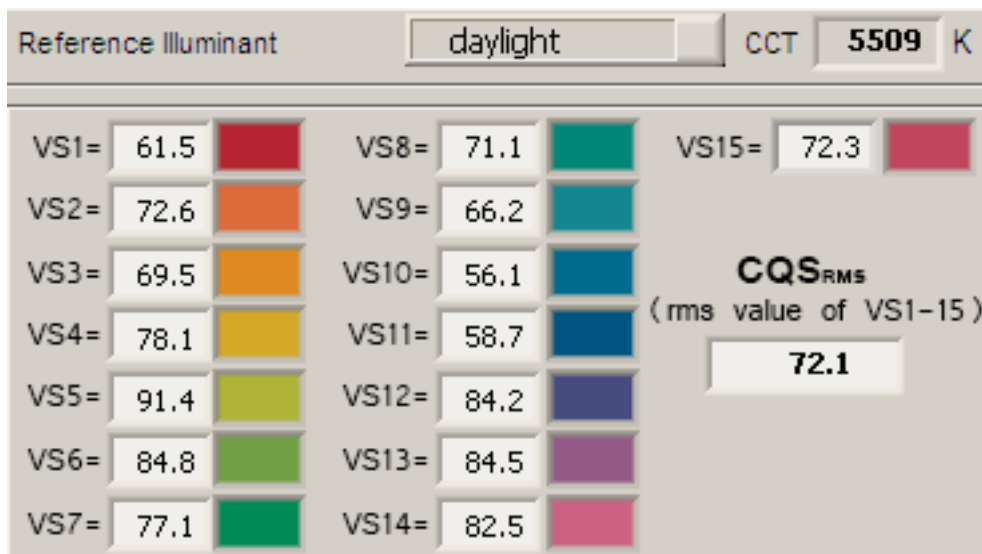 Reference Illuminant daylight CCT 5509 K
VS1= 61.5 VS8= 71.1 VS15= 72.3
VS2= 72.6 VS9= 66.2
VS3= 69.5 VS10= 56.1 CQSRMS
VS4= 78.1 VS11= 58.7 (rms value of VS1-15)
72.1
VS5= 91.4 VS12= 84.2
VS6= 84.8 VS13= 84.5
VS7= 77.1 VS14= 82.5